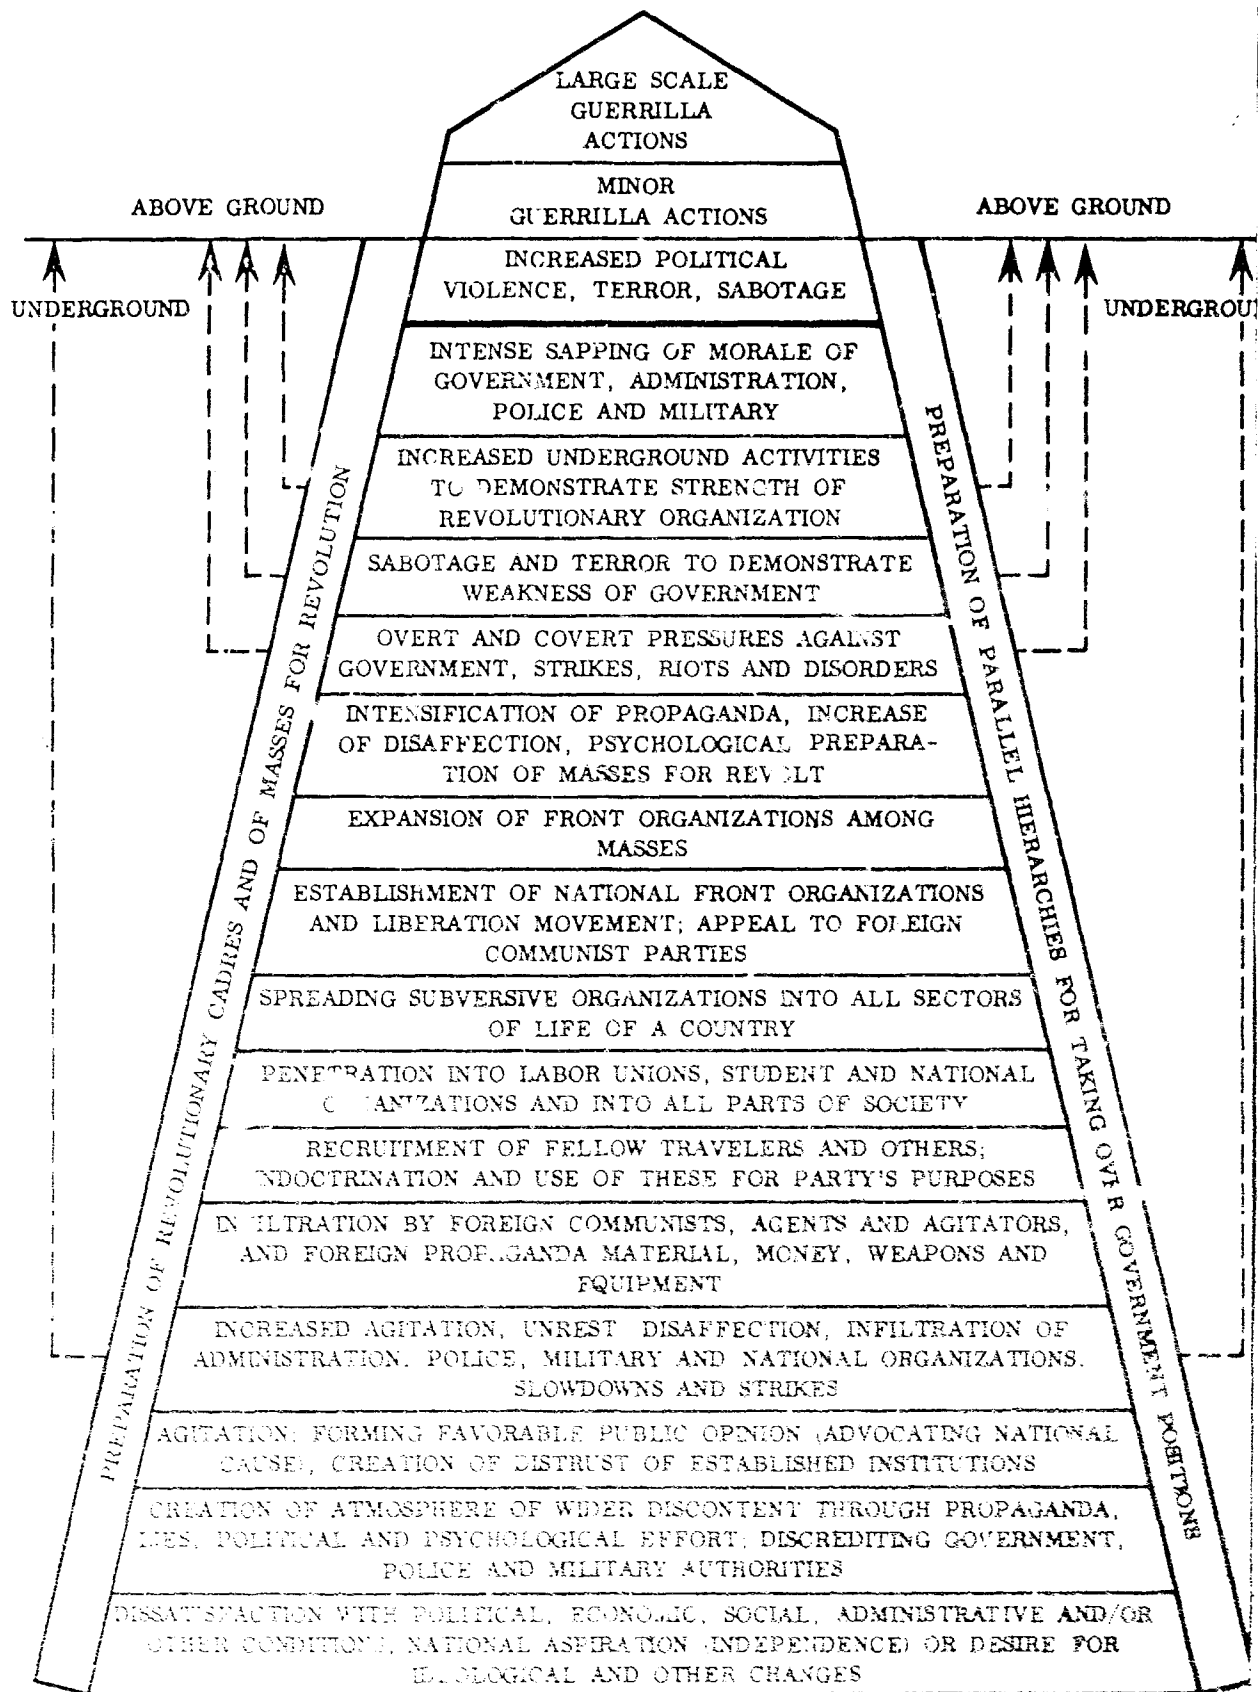 LARGE SCALE
GUERRILLA
ACTIONS
MINOR
GUERRILLA ACTIONS
ABOVE GROUND
ABOVE GROUND
UNDERGROUND
UNDERGROU
INCREASED POLITICAL
VIOLENCE, TERROR, SABOTAGE
INTENSE SAPPING OF MORALE OF
GOVERNMENT, ADMINISTRATION,
POLICE AND MILITARY
INCREASED UNDERGROUND ACTIVITIES
TO DEMONSTRATE STRENGTH OF
REVOLUTIONARY ORGANIZATION
SABOTAGE AND TERROR TO DEMONSTRATE
WEAKNESS OF GOVERNMENT
OVERT AND COVERT PRESSURES AGAINST
GOVERNMENT, STRIKES, RIOTS AND DISORDERS
INTENSIFICATION OF PROPAGANDA, INCREASE
OF DISAFFECTION, PSYCHOLOGICAL PREPARA-
TION OF MASSES FOR REVOLT
EXPANSION OF FRONT ORGANIZATIONS AMONG
MASSES
ESTABLISHMENT OF NATIONAL FRONT ORGANIZATIONS
AND LIBERATION MOVEMENT; APPEAL TO FOREIGN
COMMUNIST PARTIES
SPREADING SUBVERSIVE ORGANIZATIONS INTO ALL SECTORS
OF LIFE OF A COUNTRY
PENETRATION INTO LABOR UNIONS, STUDENT AND NATIONAL
ORGANIZATIONS AND INTO ALL PARTS OF SOCIETY
RECRUITMENT OF FELLOW TRAVELERS AND OTHERS;
INDOCTRINATION AND USE OF THESE FOR PARTY'S PURPOSES
INFILTRATION BY FOREIGN COMMUNISTS, AGENTS AND AGITATORS,
AND FOREIGN PROPAGANDA MATERIAL, MONEY, WEAPONS AND
EQUIPMENT
INCREASED AGITATION, UNREST DISAFFECTION, INFILTRATION OF
ADMINISTRATION, POLICE, MILITARY AND NATIONAL ORGANIZATIONS,
SLOWDOWNS AND STRIKES
AGITATION; FORMING FAVORABLE PUBLIC OPINION (ADVOCATING NATIONAL
CAUSE), CREATION OF DISTRUST OF ESTABLISHED INSTITUTIONS
CREATION OF ATMOSPHERE OF WIDER DISCONTENT THROUGH PROPAGANDA,
LIES, POLITICAL AND PSYCHOLOGICAL EFFORT; DISCREDITING GOVERNMENT,
POLICE AND MILITARY AUTHORITIES
DISSATISFACTION WITH POLITICAL, ECONOMIC, SOCIAL, ADMINISTRATIVE AND/OR
OTHER CONDITIONS, NATIONAL ASPIRATION (INDEPENDENCE) OR DESIRE FOR
IDEOLOGICAL AND OTHER CHANGES
PREPARATION OF REVOLUTIONARY CADRES AND OF MASSES FOR REVOLUTION
PREPARATION OF PARALLEL HIERARCHIES FOR TAKING OVER GOVERNMENT POSITIONS